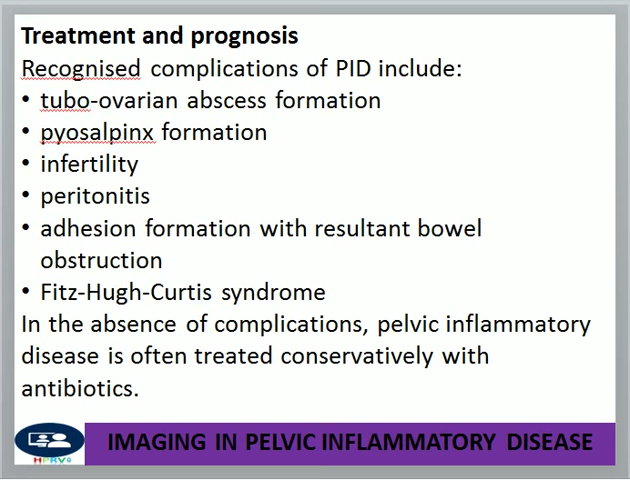 Treatment and prognosis
Recognised complications of PID include:
• tubo-ovarian abscess formation
• pyosalpinx formation
• infertility
• peritonitis
• adhesion formation with resultant bowel
obstruction
• Fitz-Hugh-Curtis syndrome
In the absence of complications, pelvic inflammatory
disease is often treated conservatively with
antibiotics.
IMAGING IN PELVIC INFLAMMATORY DISEASE